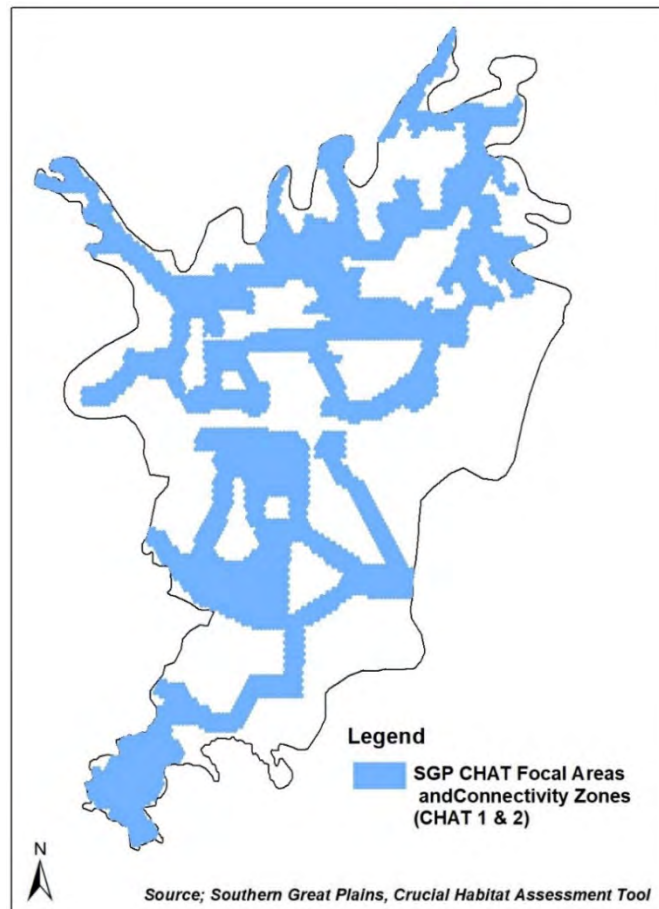 Legend
SGP CHAT Focal Areas
andConnectivity Zones
(CHAT 1 & 2)
N
Source; Southern Great Plains, Crucial Habitat Assessment Tool